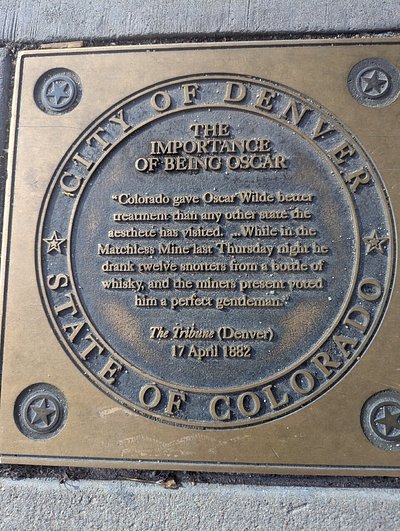 CITY OF DENVER
THE
IMPORTANCE
OF BEING OSCAR
"Colorado gave Oscar Wilde better
treatment than any other state the
aesthete has visited. ...While in the
Matchless Mine last Thursday night he
drank twelve snorters from a bottle of
whisky, and the miners present voted
him a perfect gentleman."
The Tribune (Denver)
17 April 1882
STATE OF COLORADO